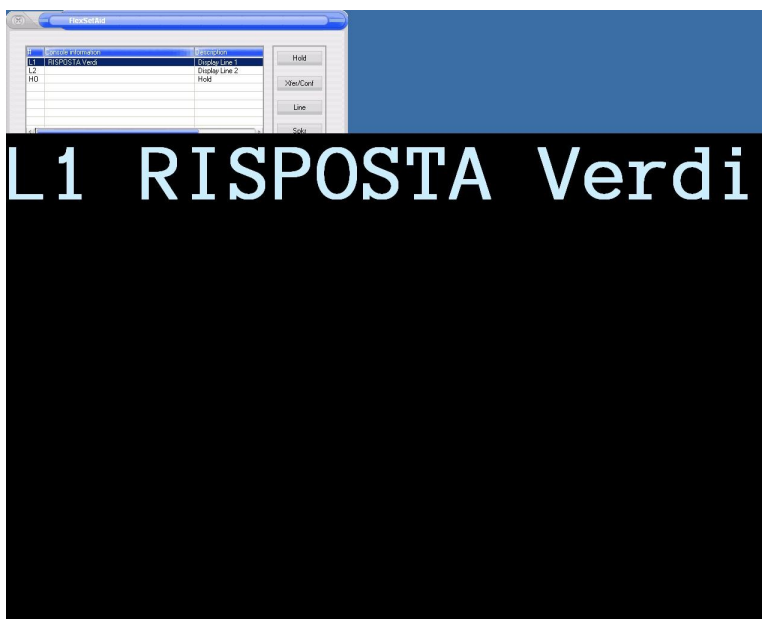 FlexSetAid
# Console information Description
L1 RISPOSTA Verdi Display Line 1
L2 Display Line 2
H0 Hold
Hold
Xfer/Conf
Line
Splv
L1 RISPOSTA Verdi